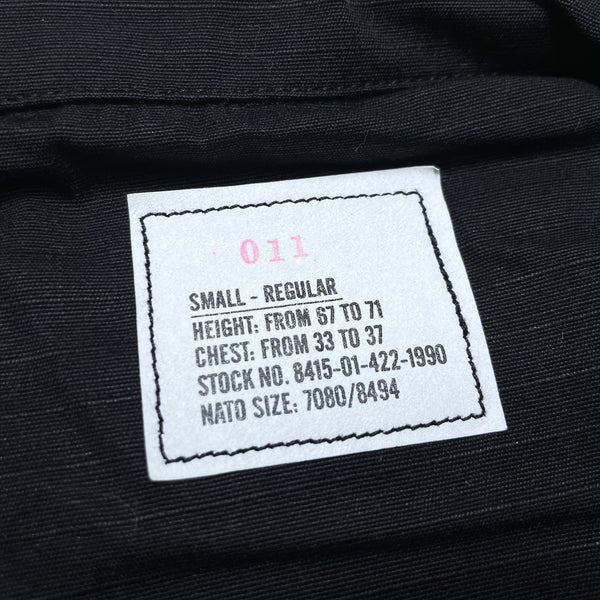 011
SMALL - REGULAR
HEIGHT: FROM 67 TO 71
CHEST: FROM 33 TO 37
STOCK NO. 8415-01-422-1990
NATO SIZE: 7080/8494